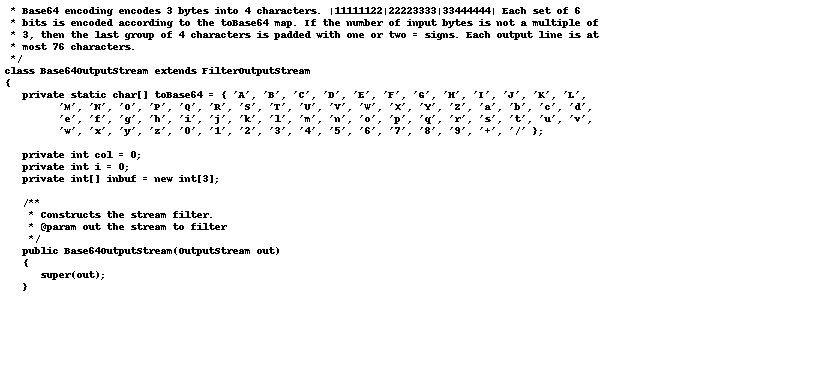 * Base64 encoding encodes 3 bytes into 4 characters. |11111122|22223333|33444444| Each set of 6
* bits is encoded according to the toBase64 map. If the number of input bytes is not a multiple of
* 3, then the last group of 4 characters is padded with one or two = signs. Each output line is at
* most 76 characters.
*/
class Base64OutputStream extends FilterOutputStream
{
private static char[] toBase64 = { 'A', 'B', 'C', 'D', 'E', 'F', 'G', 'H', 'I', 'J', 'K', 'L',
'M', 'N', 'O', 'P', 'Q', 'R', 'S', 'T', 'U', 'V', 'W', 'X', 'Y', 'Z', 'a', 'b', 'c', 'd',
'e', 'f', 'g', 'h', 'i', 'j', 'k', 'l', 'm', 'n', 'o', 'p', 'q', 'r', 's', 't', 'u', 'v',
'w', 'x', 'y', 'z', '0', '1', '2', '3', '4', '5', '6', '7', '8', '9', '+', '/' };
private int col = 0;
private int i = 0;
private int[] inbuf = new int[3];
/**
* Constructs the stream filter.
* @param out the stream to filter
*/
public Base64OutputStream(OutputStream out)
{
super(out);
}